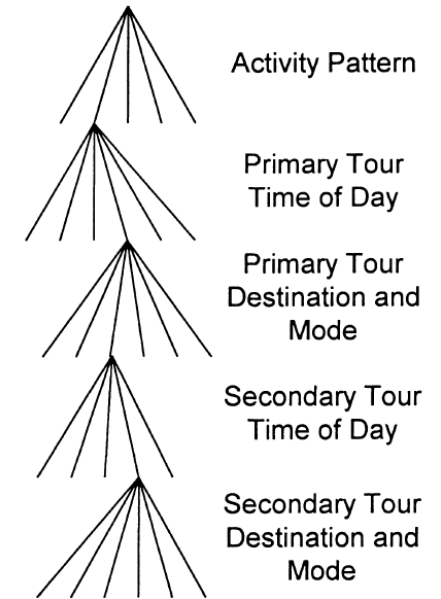 Activity Pattern
Primary Tour
Time of Day
Primary Tour
Destination and
Mode
Secondary Tour
Time of Day
Secondary Tour
Destination and
Mode